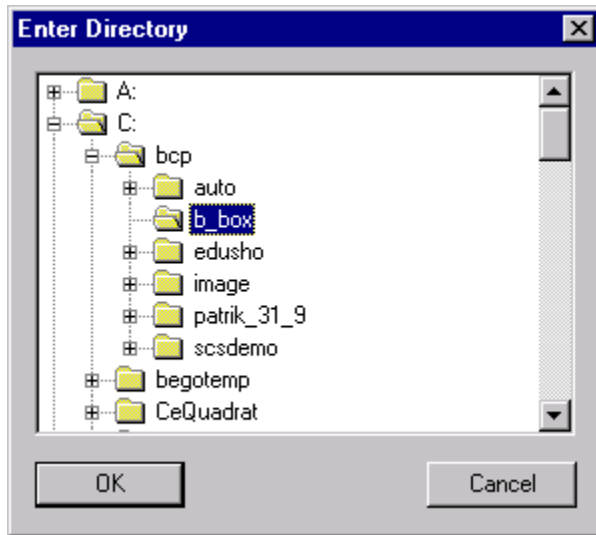 Enter Directory
A:
C:
bcp
auto
b_box
edusho
image
patrik_31_9
scsdemo
begotemp
CeQuadrat
OK Cancel